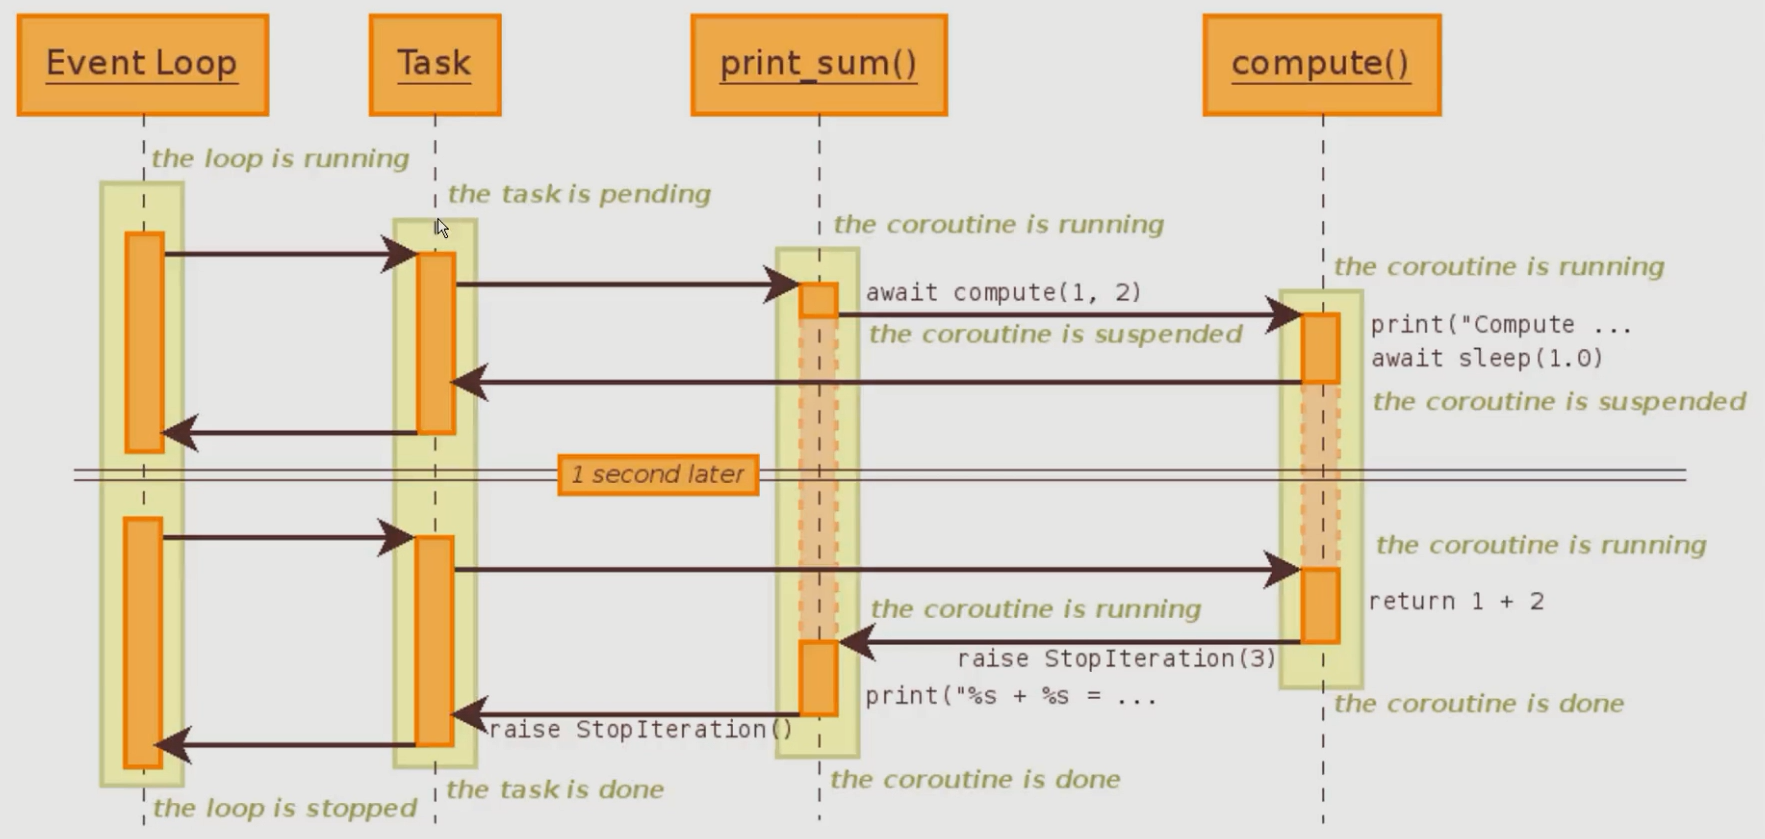 Event Loop
Task
print_sum()
compute()
the loop is running
the task is pending
the coroutine is running
the coroutine is running
await compute(1, 2)
print("Compute ...
the coroutine is suspended
await sleep(1.0)
the coroutine is suspended
1 second later
the coroutine is running
return 1 + 2
the coroutine is running
raise StopIteration(3)
print("%s + %s = ...
the coroutine is done
raise StopIteration()
the coroutine is done
the task is done
the loop is stopped